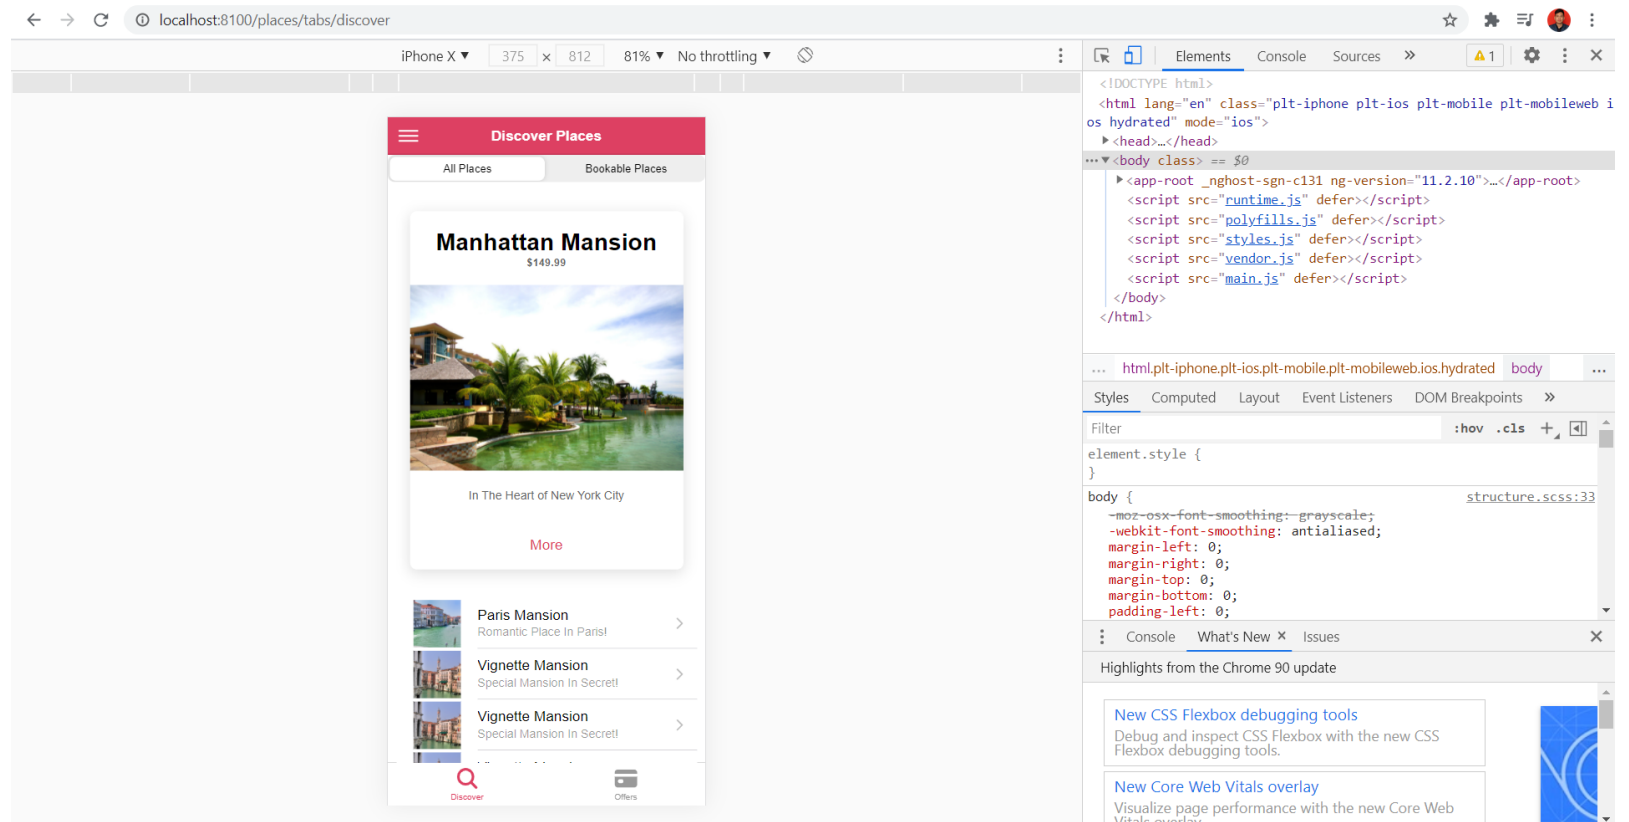 localhost:8100/places/tabs/discover
iPhone X ▼ 375 × 812 81% ▼ No throttling ▼
Elements Console Sources » 1
Discover Places
All Places Bookable Places
Manhattan Mansion
$149.99
In The Heart of New York City
More
Paris Mansion
Romantic Place In Paris!
Vignette Mansion
Special Mansion In Secret!
Vignette Mansion
Special Mansion In Secret!
Discover Offers
<!DOCTYPE html>
<html lang="en" class="plt-iphone plt-ios plt-mobile plt-mobileweb i
os hydrated" mode="ios">
<head>…</head>
<body class> == $0
<app-root _nghost-sgn-c131 ng-version="11.2.10">…</app-root>
<script src="runtime.js" defer></script>
<script src="polyfills.js" defer></script>
<script src="styles.js" defer></script>
<script src="vendor.js" defer></script>
<script src="main.js" defer></script>
</body>
</html>
... html.plt-iphone.plt-ios.plt-mobile.plt-mobileweb.ios.hydrated body ...
Styles Computed Layout Event Listeners DOM Breakpoints »
Filter :hov .cls +
element.style {
}
body { structure.scss:33
-moz-osx-font-smoothing: grayscale;
-webkit-font-smoothing: antialiased;
margin-left: 0;
margin-right: 0;
margin-top: 0;
margin-bottom: 0;
padding-left: 0;
Console What's New × Issues
Highlights from the Chrome 90 update
New CSS Flexbox debugging tools
Debug and inspect CSS Flexbox with the new CSS
Flexbox debugging tools.
New Core Web Vitals overlay
Visualize page performance with the new Core Web
Vitals overlay